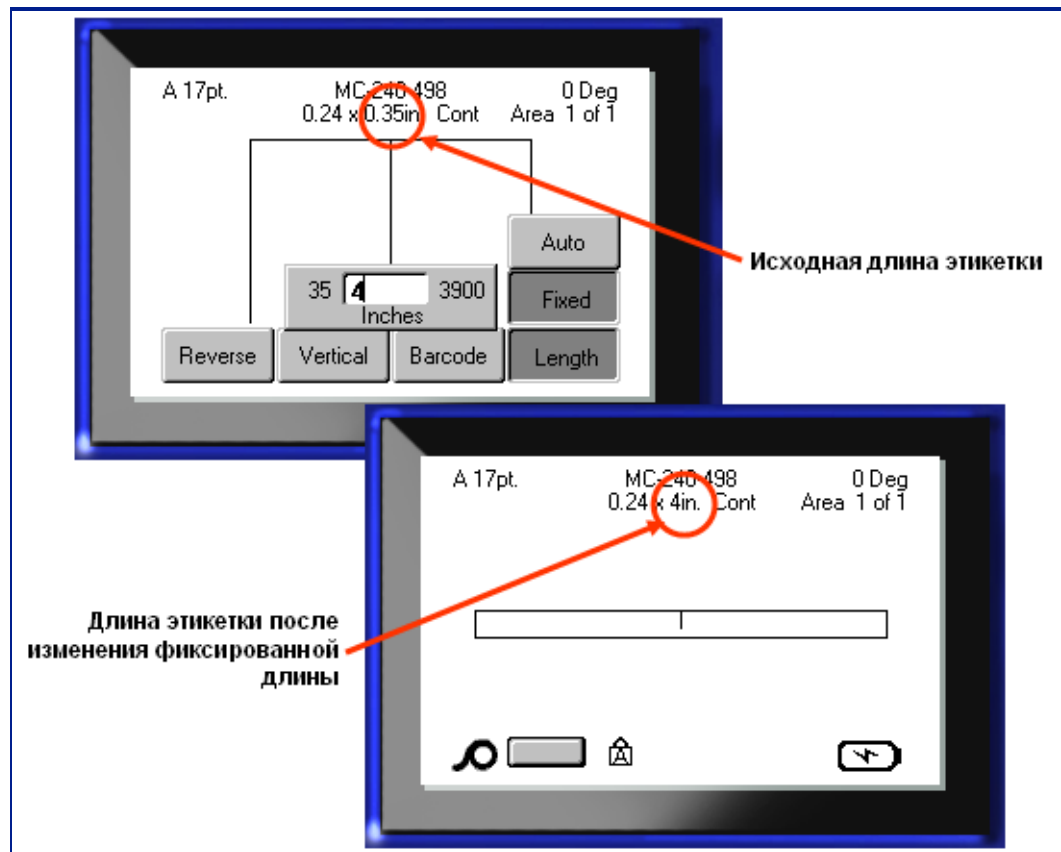 A 17pt. MC-240-498 0 Deg
0.24 x 0.35in. Cont Area 1 of 1
Auto
35 4 3900 Fixed
Inches
Reverse Vertical Barcode Length
Исходная длина этикетки
A 17pt. MC-240-498 0 Deg
0.24 x 4in. Cont Area 1 of 1
Длина этикетки после
изменения фиксированной
длины
A